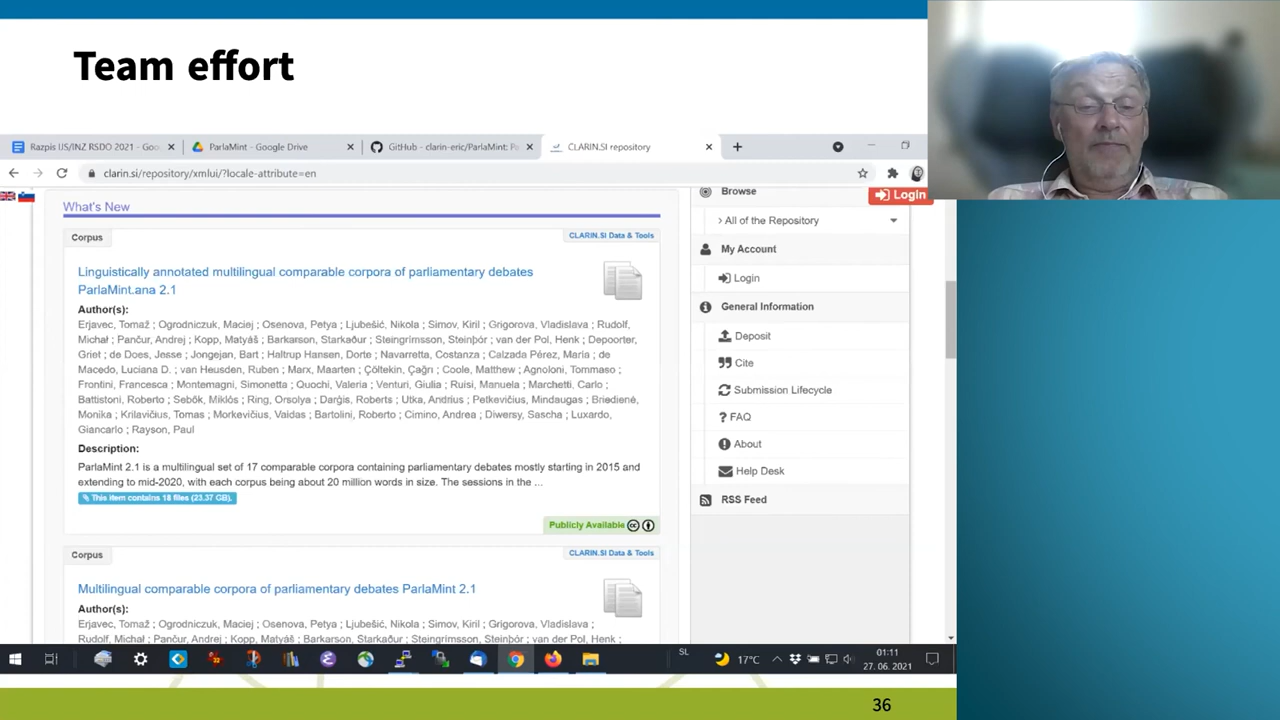 Team effort
Razpis IJS/INZ RSDO 2021 - Goo
ParlaMint - Google Drive
GitHub - clarin-eric/ParlaMint: Pa
CLARIN.SI repository
clarin.si/repository/xmlui/?locale-attribute=en
What's New
Corpus
CLARIN.SI Data & Tools
Linguistically annotated multilingual comparable corpora of parliamentary debates
ParlaMint.ana 2.1
Author(s):
Erjavec, Tomaž ; Ogrodniczuk, Maciej ; Osenova, Petya ; Ljubešić, Nikola ; Simov, Kiril ; Grigorova, Vladislava ; Rudolf,
Michał ; Pančur, Andrej ; Kopp, Matyáš ; Barkarson, Starkaður ; Steingrímsson, Steinþór ; van der Pol, Henk ; Depoorter,
Griet ; de Does, Jesse ; Jongejan, Bart ; Haltrup Hansen, Dorte ; Navarretta, Costanza ; Calzada Pérez, María ; de
Macedo, Luciana D. ; van Heusden, Ruben ; Marx, Maarten ; Çöltekin, Çağrı ; Coole, Matthew ; Agnoloni, Tommaso ;
Frontini, Francesca ; Montemagni, Simonetta ; Quochi, Valeria ; Venturi, Giulia ; Ruisi, Manuela ; Marchetti, Carlo ;
Battistoni, Roberto ; Sebők, Miklós ; Ring, Orsolya ; Darģis, Roberts ; Utka, Andrius ; Petkevičius, Mindaugas ; Briedienė,
Monika ; Krilavičius, Tomas ; Morkevičius, Vaidas ; Bartolini, Roberto ; Cimino, Andrea ; Diwersy, Sascha ; Luxardo,
Giancarlo ; Rayson, Paul
Description:
ParlaMint 2.1 is a multilingual set of 17 comparable corpora containing parliamentary debates mostly starting in 2015 and
extending to mid-2020, with each corpus being about 20 million words in size. The sessions in the ...
This item contains 18 files (23.37 GB).
Publicly Available
Corpus
CLARIN.SI Data & Tools
Multilingual comparable corpora of parliamentary debates ParlaMint 2.1
Author(s):
Erjavec, Tomaž ; Ogrodniczuk, Maciej ; Osenova, Petya ; Ljubešić, Nikola ; Simov, Kiril ; Grigorova, Vladislava ;
Rudolf, Michał ; Pančur, Andrej ; Kopp, Matyáš ; Barkarson, Starkaður ; Steingrímsson, Steinþór ; van der Pol, Henk ;
Browse
Login
All of the Repository
My Account
Login
General Information
Deposit
Cite
Submission Lifecycle
FAQ
About
Help Desk
RSS Feed
SL
17°C
01:11
27. 06. 2021
36